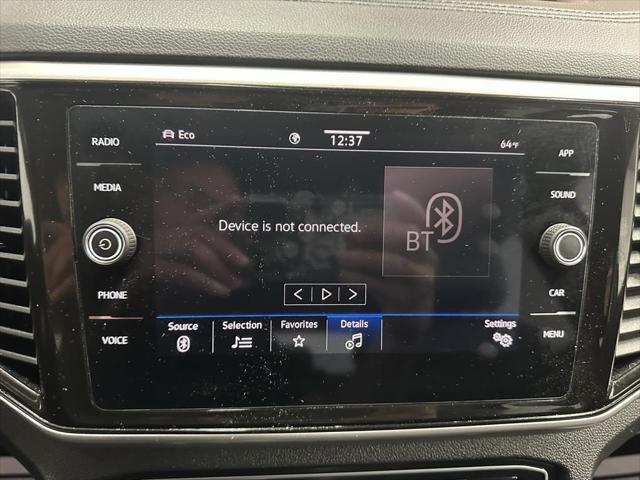 RADIO
MEDIA
PHONE
VOICE
Eco
12:37
64°F
Device is not connected.
BT
Source
Selection
Favorites
Details
Settings
APP
SOUND
CAR
MENU